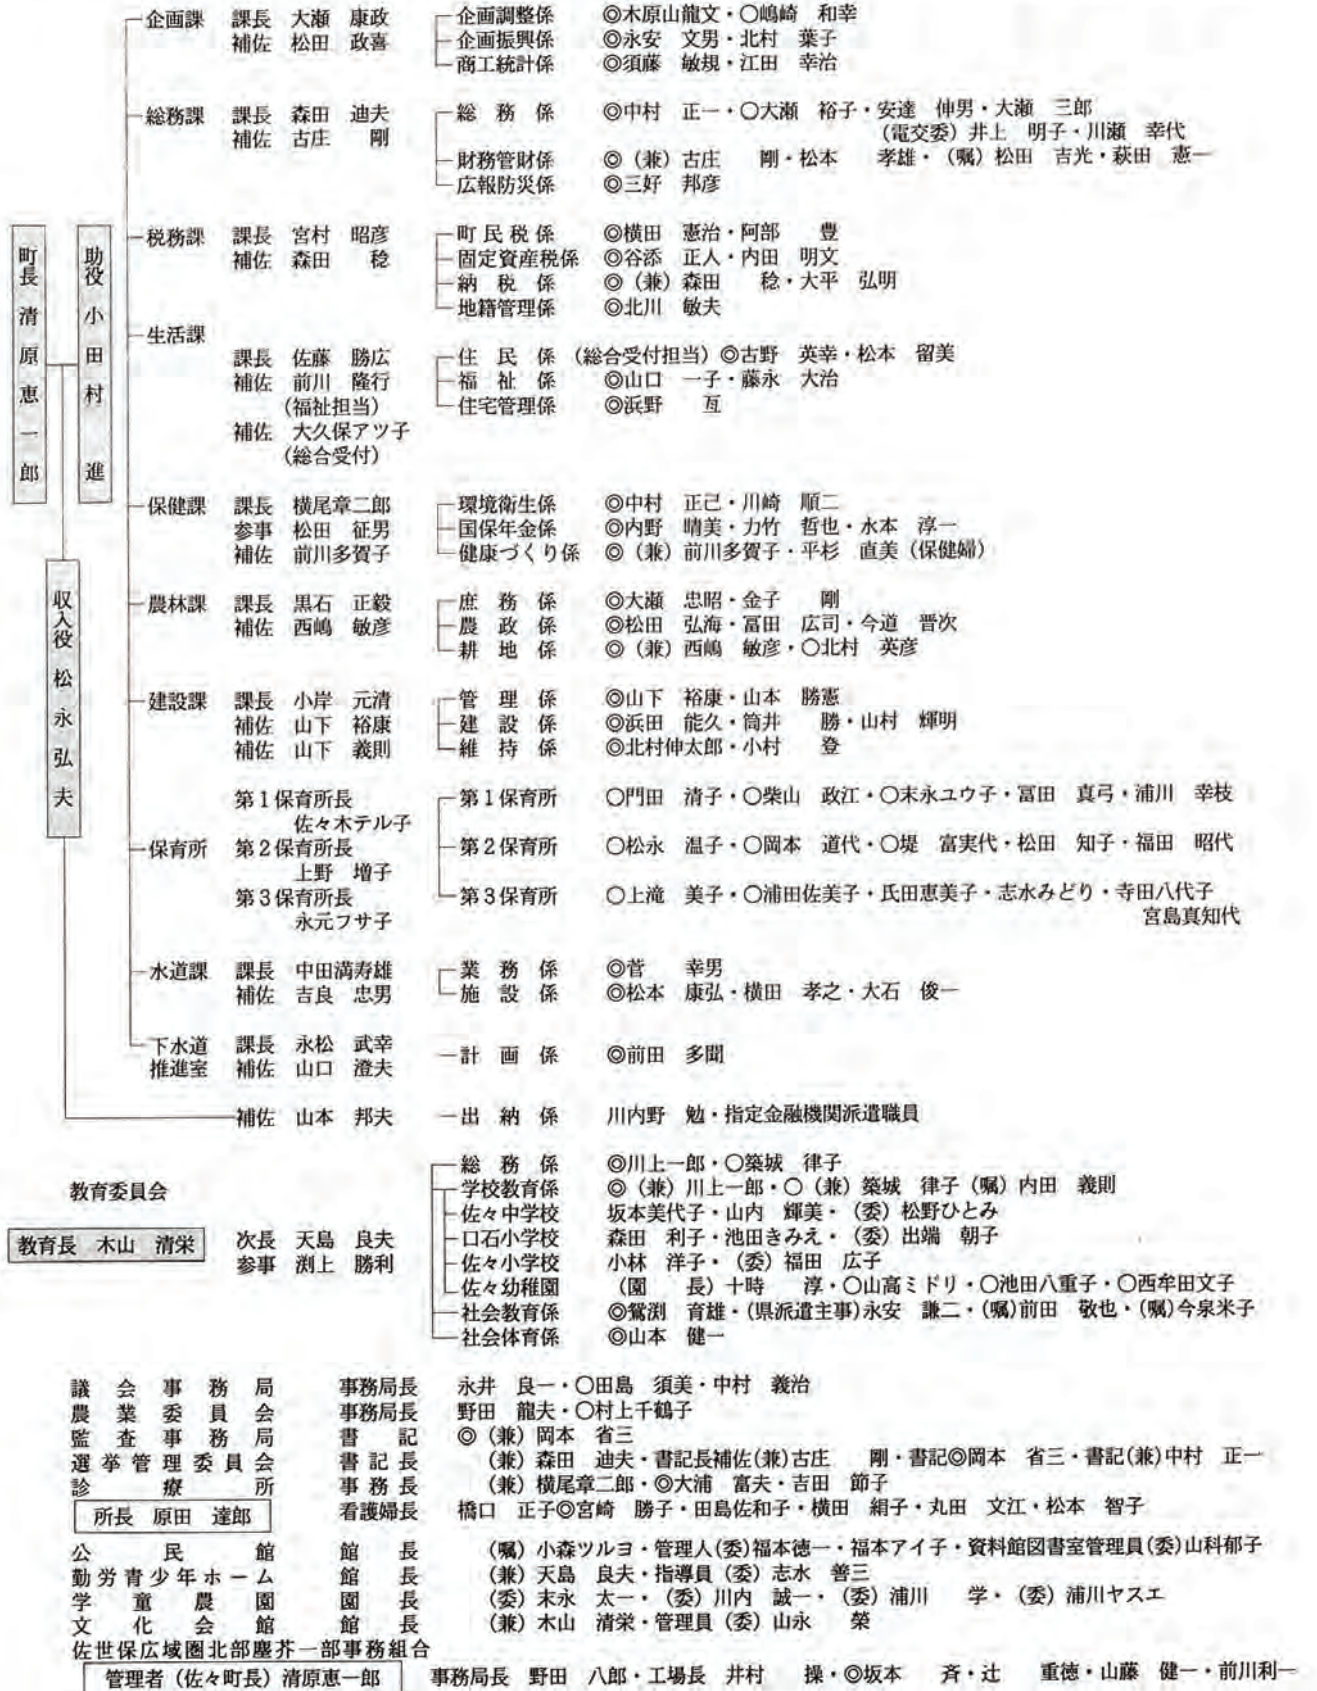 町長 清原恵一郎
助役 小田村 進
収入役 松永弘夫
企画課 課長 大瀬 康政 企画調整係 ◎木原山龍文・〇嶋崎 和幸
補佐 松田 政喜 企画振興係 ◎永安 文男・北村 葉子
商工統計係 ◎須藤 敏規・江田 幸治
総務課 課長 森田 迪夫 総務係 ◎中村 正一・〇大瀬 裕子・安達 伸男・大瀬 三郎
補佐 古庄 剛 (電交委) 井上 明子・川瀬 幸代
財務管財係 ◎(兼)古庄 剛・松本 孝雄・(嘱)松田 吉光・萩田 憲一
広報防災係 ◎三好 邦彦
税務課 課長 宮村 昭彦 町民税係 ◎横田 憲治・阿部 豊
補佐 森田 稔 固定資産税係 ◎谷添 正人・内田 明文
納税係 ◎(兼)森田 稔・大平 弘明
地籍管理係 ◎北川 敏夫
生活課
課長 佐藤 勝広 住民係 (総合受付担当) ◎古野 英幸・松本 留美
補佐 前川 隆行 福祉係 ◎山口 一子・藤永 大治
(福祉担当) 住宅管理係 ◎浜野 亙
補佐 大久保アツ子
(総合受付)
保健課 課長 横尾章二郎 環境衛生係 ◎中村 正己・川崎 順二
参事 松田 征男 国保年金係 ◎内野 晴美・力竹 哲也・水本 淳一
補佐 前川多賀子 健康づくり係 ◎(兼)前川多賀子・平杉 直美(保健婦)
農林課 課長 黒石 正毅 庶務係 ◎大瀬 忠昭・金子 剛
補佐 西嶋 敏彦 農政係 ◎松田 弘海・冨田 広司・今道 晋次
耕地係 ◎(兼)西嶋 敏彦・〇北村 英彦
建設課 課長 小岸 元清 管理係 ◎山下 裕康・山本 勝憲
補佐 山下 裕康 建設係 ◎浜田 能久・筒井 勝・山村 輝明
補佐 山下 義則 維持係 ◎北村伸太郎・小村 登
保育所
第1保育所長 第1保育所 〇門田 清子・〇柴山 政江・〇末永ユウ子・冨田 真弓・浦川 幸枝
佐々木テル子
第2保育所長 第2保育所 〇松永 温子・〇岡本 道代・〇堤 富実代・松田 知子・福田 昭代
上野 増子
第3保育所長 第3保育所 〇上滝 美子・〇浦田佐美子・氏田恵美子・志水みどり・寺田八代子
永元フサ子 宮島真知代
水道課 課長 中田満寿雄 業務係 ◎菅 幸男
補佐 吉良 忠男 施設係 ◎松本 康弘・横田 孝之・大石 俊一
下水道 課長 永松 武幸 計画係 ◎前田 多聞
推進室 補佐 山口 澄夫
補佐 山本 邦夫 出納係 川内野 勉・指定金融機関派遣職員
教育委員会
教育長 木山 清栄
次長 天島 良夫
参事 渕上 勝利
総務係 ◎川上一郎・〇築城 律子
学校教育係 ◎(兼)川上一郎・〇(兼)築城 律子(嘱)内田 義則
佐々中学校 坂本美代子・山内 輝美・(委)松野ひとみ
口石小学校 森田 利子・池田きみえ・(委)出端 朝子
佐々小学校 小林 洋子・(委)福田 広子
佐々幼稚園 (園 長)十時 淳・〇山高ミドリ・〇池田八重子・〇西牟田文子
社会教育係 ◎鴛渕 育雄・(県派遣主事)永安 謙二・(嘱)前田 敬也・(嘱)今泉米子
社会体育係 ◎山本 健一
議会事務局 事務局長 永井 良一・〇田島 須美・中村 義治
農業委員会 事務局長 野田 龍夫・〇村上千鶴子
監査事務局 書記 ◎(兼)岡本 省三
選挙管理委員会 書記長 (兼)森田 迪夫・書記長補佐(兼)古庄 剛・書記◎岡本 省三・書記(兼)中村 正一
診療所 事務長 (兼)横尾章二郎・◎大浦 富夫・吉田 節子
所長 原田 達郎 看護婦長 橋口 正子◎宮崎 勝子・田島佐和子・横田 絹子・丸田 文江・松本 智子
公民館 館長 (嘱)小森ツルヨ・管理人(委)福本徳一・福本アイ子・資料館図書室管理員(委)山科郁子
勤労青少年ホーム 館長 (兼)天島 良夫・指導員(委)志水 善三
学童農園 園長 (委)末永 太一・(委)川内 誠一・(委)浦川 学・(委)浦川ヤスエ
文化会館 館長 (兼)木山 清栄・管理員(委)山永 榮
佐世保広域圏北部塵芥一部事務組合
管理者(佐々町長)清原恵一郎 事務局長 野田 八郎・工場長 井村 操・◎坂本 斉・辻 重徳・山藤 健一・前川利一